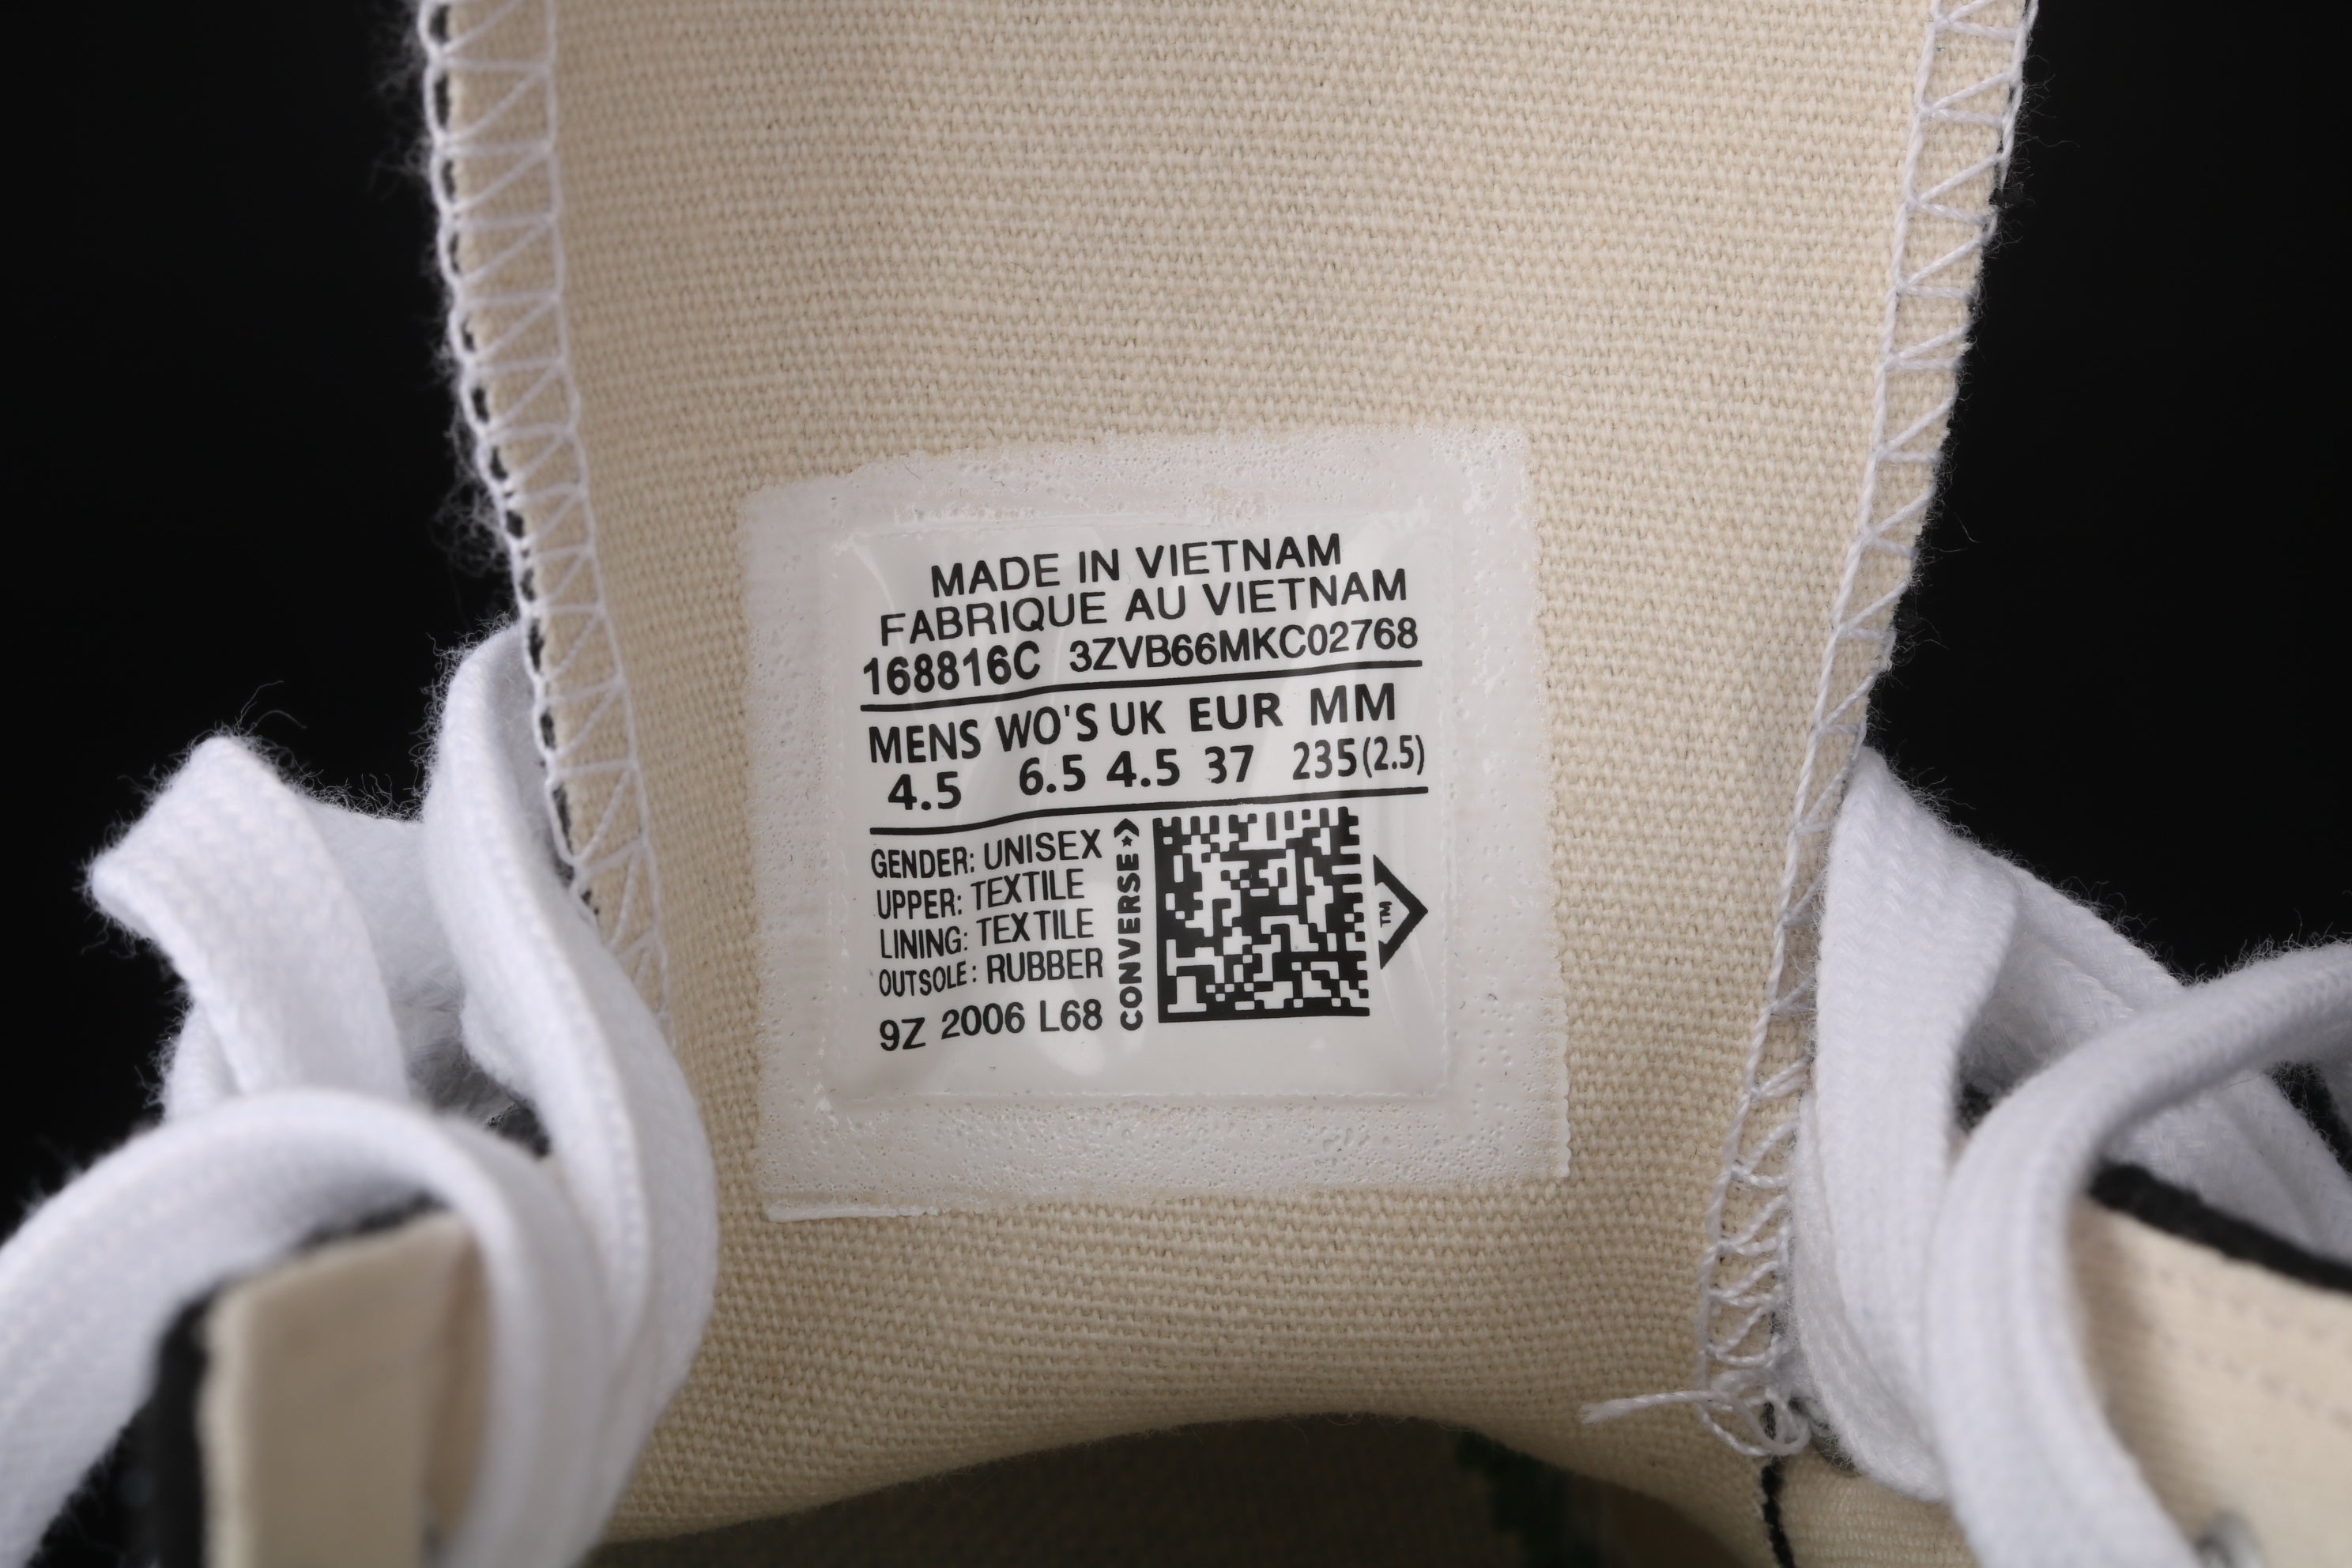 MADE IN VIETNAM
FABRIQUE AU VIETNAM
168816C 3ZVB66MKC02768
MENS WO'S UK EUR MM
4.5 6.5 4.5 37 235(2.5)
GENDER: UNISEX
UPPER: TEXTILE
LINING: TEXTILE
OUTSOLE: RUBBER
9Z 2006 L68
CONVERSE
TM